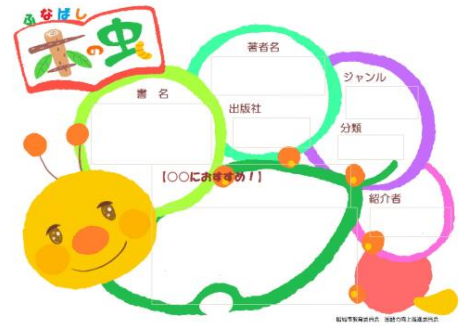 ふなばし
本の虫
著者名
ジャンル
書 名
出版社
分類
【○○におすすめ！】
紹介者
船橋市教育委員会